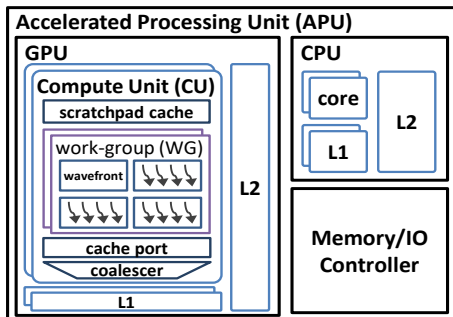 Accelerated Processing Unit (APU)
GPU
Compute Unit (CU)
scratchpad cache
work-group (WG)
wavefront
cache port
coalescer
L1
L2
CPU
core
L1
L2
Memory/IO
Controller